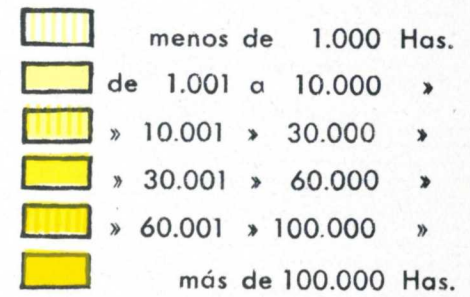 menos de 1.000 Has.
de 1.001 a 10.000 »
» 10.001 » 30.000 »
» 30.001 » 60.000 »
» 60.001 » 100.000 »
más de 100.000 Has.